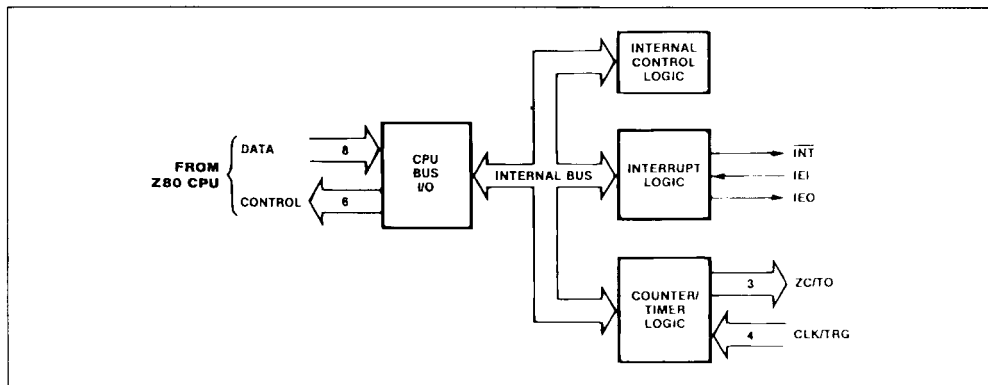 FROM
Z80 CPU
DATA
8
CONTROL
6
CPU
BUS
I/O
INTERNAL BUS
INTERNAL
CONTROL
LOGIC
INTERRUPT
LOGIC
INT
IEI
IEO
COUNTER/
TIMER
LOGIC
3
ZC/TO
4
CLK/TRG